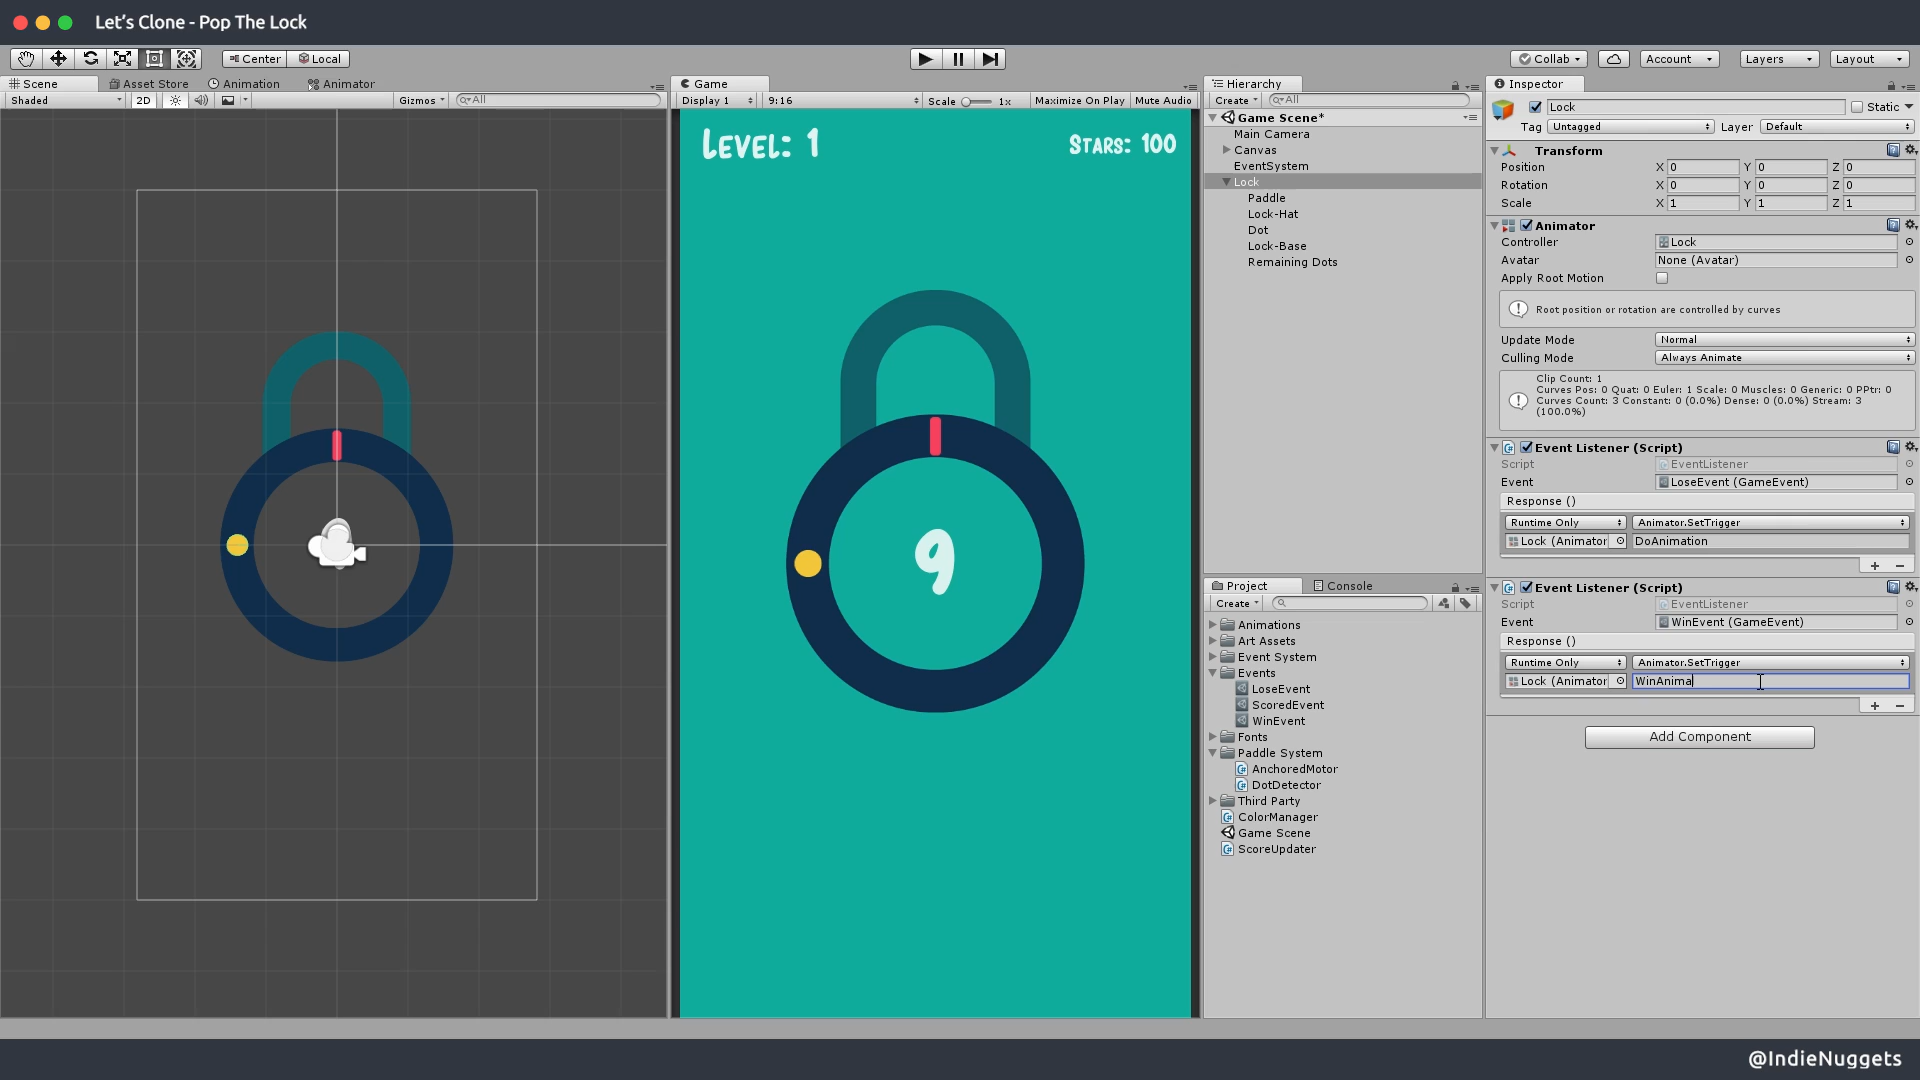 Let's Clone - Pop The Lock
Center
Local
Collab
Account
Layers
Layout
Scene
Asset Store
Animation
Animator
Shaded
2D
Gizmos
All
Game
Display 1
9:16
Scale
1x
Maximize On Play
Mute Audio
Level: 1
Stars: 100
9
Hierarchy
Create
All
Game Scene*
Main Camera
Canvas
EventSystem
Lock
Paddle
Lock-Hat
Dot
Lock-Base
Remaining Dots
Project
Console
Create
Animations
Art Assets
Event System
Events
LoseEvent
ScoredEvent
WinEvent
Fonts
Paddle System
AnchoredMotor
DotDetector
Third Party
ColorManager
Game Scene
ScoreUpdater
Inspector
Lock
Static
Tag Untagged Layer Default
Transform
Position X 0 Y 0 Z 0
Rotation X 0 Y 0 Z 0
Scale X 1 Y 1 Z 1
Animator
Controller Lock
Avatar None (Avatar)
Apply Root Motion
Root position or rotation are controlled by curves
Update Mode Normal
Culling Mode Always Animate
Clip Count: 1
Curves Pos: 0 Quat: 0 Euler: 1 Scale: 0 Muscles: 0 Generic: 0 PPtr: 0
Curves Count: 3 Constant: 0 (0.0%) Dense: 0 (0.0%) Stream: 3
(100.0%)
Event Listener (Script)
Script EventListener
Event LoseEvent (GameEvent)
Response ()
Runtime Only Animator.SetTrigger
Lock (Animator DoAnimation
Event Listener (Script)
Script EventListener
Event WinEvent (GameEvent)
Response ()
Runtime Only Animator.SetTrigger
Lock (Animator WinAnima
Add Component
@IndieNuggets